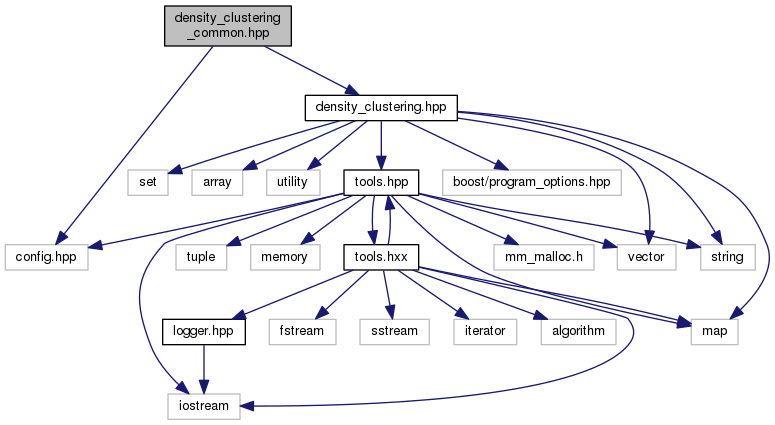 density_clustering
_common.hpp
density_clustering.hpp
set
array
utility
tools.hpp
boost/program_options.hpp
config.hpp
tuple
memory
tools.hxx
mm_malloc.h
vector
string
logger.hpp
fstream
sstream
iterator
algorithm
map
iostream